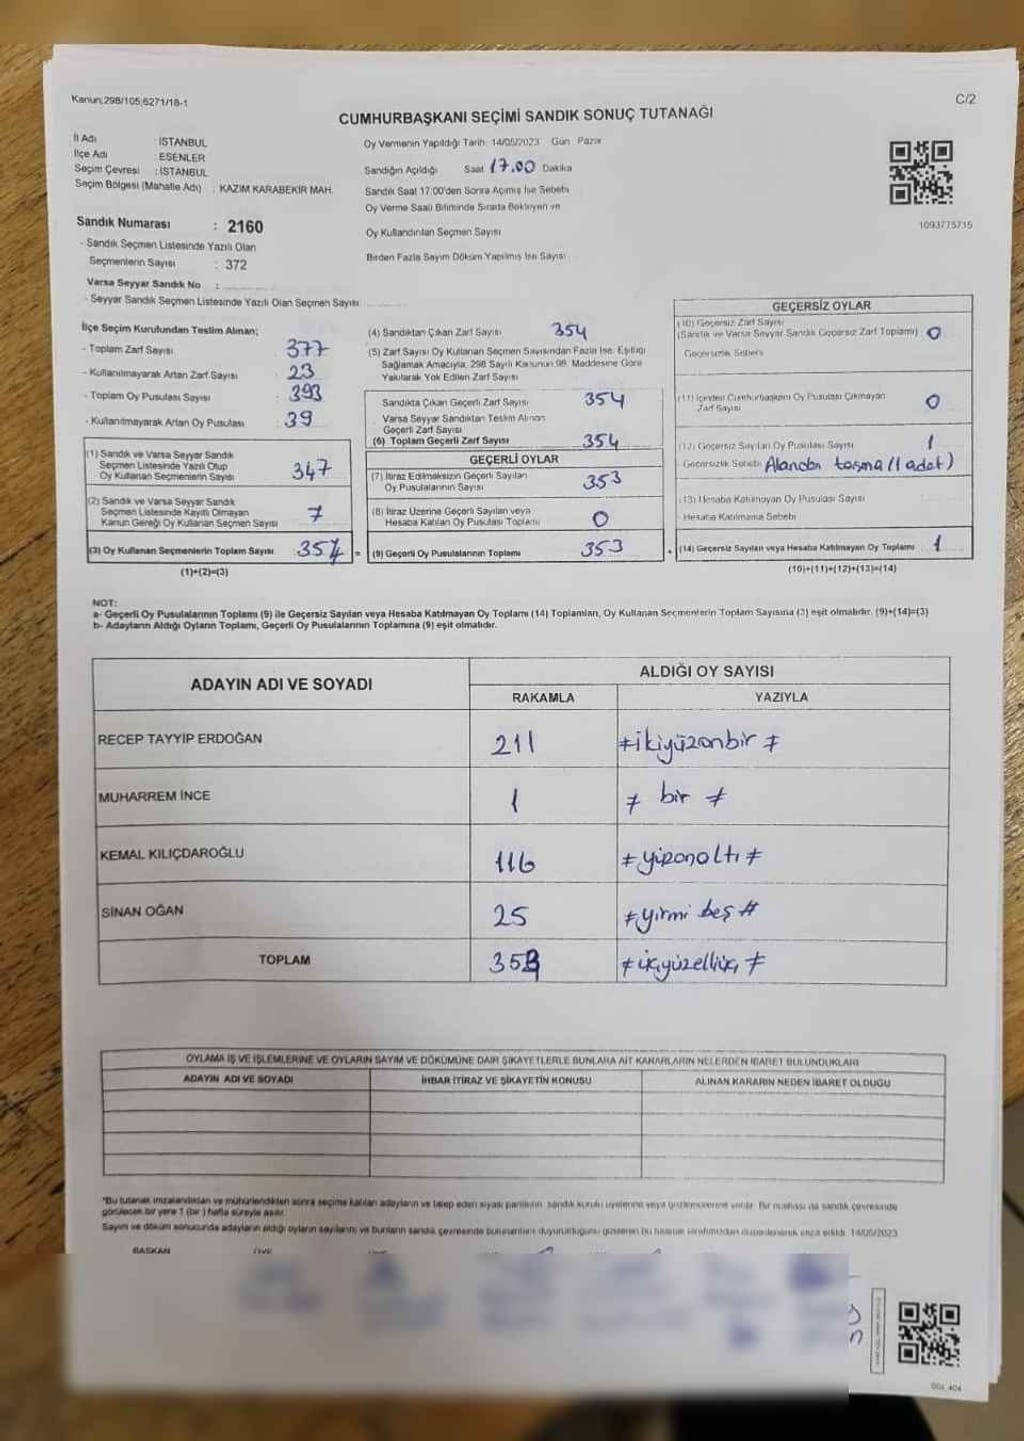 Kanun;298/105;6271/18-1
C/2
CUMHURBAŞKANI SEÇİMİ SANDIK SONUÇ TUTANAĞI
İl Adı : İSTANBUL
İlçe Adı : ESENLER
Seçim Çevresi : İSTANBUL
Seçim Bölgesi (Mahalle Adı) : KAZIM KARABEKİR MAH.
Sandık Numarası : 2160
- Sandık Seçmen Listesinde Yazılı Olan
Seçmenlerin Sayısı : 372
Varsa Seyyar Sandık No :
- Seyyar Sandık Seçmen Listesinde Yazılı Olan Seçmen Sayısı
Oy Vermenin Yapıldığı Tarih: 14/05/2023 Gün Pazar
Sandığın Açıldığı Saat 17.00 Dakika
Sandık Saat 17:00'den Sonra Açımış İse Sebebi
Oy Verme Saati Bitiminde Sırada Bekleyen ve
Oy Kullandırılan Seçmen Sayısı
Birden Fazla Sayım Döküm Yapılmış İse Sayısı
1093775715
İlçe Seçim Kurulundan Teslim Alınan;
- Toplam Zarf Sayısı 377
- Kullanılmayarak Artan Zarf Sayısı 23
- Toplam Oy Pusulası Sayısı 393
- Kullanılmayarak Artan Oy Pusulası 39
(1) Sandık ve Varsa Seyyar Sandık
Seçmen Listesinde Yazılı Olup
Oy Kullanan Seçmenlerin Sayısı 347
(2) Sandık ve Varsa Seyyar Sandık
Seçmen Listesinde Kayıtlı Olmayan
Kanun Gereği Oy Kullanan Seçmen Sayısı 7
(3) Oy Kullanan Seçmenlerin Toplam Sayısı 354 =
(1)+(2)=(3)
(4) Sandıktan Çıkan Zarf Sayısı 354
(5) Zarf Sayısı Oy Kullanan Seçmen Sayısından Fazla İse, Eşitliği
Sağlamak Amacıyla, 298 Sayılı Kanunun 98. Maddesine Göre
Yakılarak Yok Edilen Zarf Sayısı
Sandıkta Çıkan Geçerli Zarf Sayısı 354
Varsa Seyyar Sandıktan Teslim Alınan
Geçerli Zarf Sayısı
(6) Toplam Geçerli Zarf Sayısı 354
GEÇERLİ OYLAR
(7) İtiraz Edilmeksizin Geçerli Sayılan
Oy Pusulalarının Sayısı 353
(8) İtiraz Üzerine Geçerli Sayılan veya
Hesaba Katılan Oy Pusulası Toplamı 0
(9) Geçerli Oy Pusulalarının Toplamı 353 +
GEÇERSİZ OYLAR
(10) Geçersiz Zarf Sayısı
(Sandık ve Varsa Seyyar Sandık Geçersiz Zarf Toplamı) 0
Geçersizlik Sebebi
(11) İçinden Cumhurbaşkanı Oy Pusulası Çıkmayan
Zarf Sayısı 0
(12) Geçersiz Sayılan Oy Pusulası Sayısı 1
- Geçersizlik Sebebi Alandan taşma (1 adet)
(13) Hesaba Katılmayan Oy Pusulası Sayısı
- Hesaba Katılmama Sebebi
(14) Geçersiz Sayılan veya Hesaba Katılmayan Oy Toplamı 1
(10)+(11)+(12)+(13)=(14)
NOT:
a- Geçerli Oy Pusulalarının Toplamı (9) ile Geçersiz Sayılan veya Hesaba Katılmayan Oy Toplamı (14) Toplamları, Oy Kullanan Seçmenlerin Toplam Sayısına (3) eşit olmalıdır. (9)+(14)=(3)
b- Adayların Aldığı Oyların Toplamı, Geçerli Oy Pusulalarının Toplamına (9) eşit olmalıdır.
ADAYIN ADI VE SOYADI
ALDIĞI OY SAYISI
RAKAMLA YAZIYLA
RECEP TAYYİP ERDOĞAN 211 ≠ikiyüzonbir≠
MUHARREM İNCE 1 ≠ bir ≠
KEMAL KILIÇDAROĞLU 116 ≠yüzonaltı≠
SİNAN OĞAN 25 ≠yirmi beş#
TOPLAM 353 ≠üçyüzelliüç≠
OYLAMA İŞ VE İŞLEMLERİNE VE OYLARIN SAYIM VE DÖKÜMÜNE DAİR ŞİKAYETLERLE BUNLARA AİT KARARLARIN NELERDEN İBARET BULUNDUKLARI
ADAYIN ADI VE SOYADI İHBAR İTİRAZ VE ŞİKAYETİN KONUSU ALINAN KARARIN NEDEN İBARET OLDUĞU
*Bu tutanak imzalandıktan ve mühürlendikten sonra seçime katılan adayların ve talep eden siyasi partilerin sandık kurulu üyelerine veya gözlemcilerine verilir. Bir nüshası da sandık çevresinde
görülecek bir yere 1 (bir) hafta süreyle asılır.
Sayım ve döküm sonucunda adayların aldığı oyların sayılarını ve bunların sandık çevresinde bulunanlara duyurulduğunu gösteren bu tutanak tarafımızdan düzenlenerek imza edildi. 14/05/2023
BAŞKAN